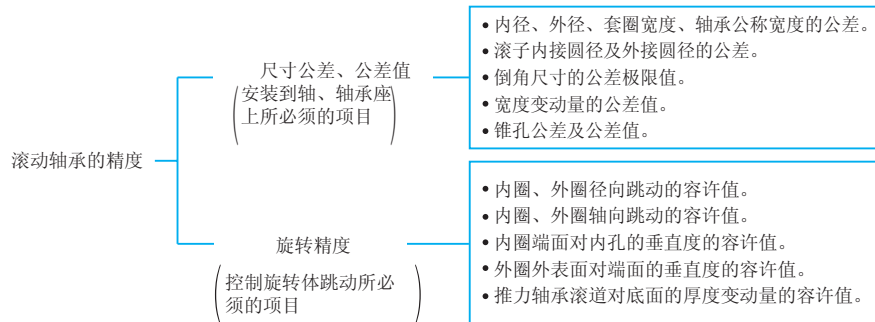 滚动轴承的精度
尺寸公差、公差值
安装到轴、轴承座
上所必须的项目
• 内径、外径、套圈宽度、轴承公称宽度的公差。
• 滚子内接圆径及外接圆径的公差。
• 倒角尺寸的公差极限值。
• 宽度变动量的公差值。
• 锥孔公差及公差值。
旋转精度
控制旋转体跳动所必
须的项目
• 内圈、外圈径向跳动的容许值。
• 内圈、外圈轴向跳动的容许值。
• 内圈端面对内孔的垂直度的容许值。
• 外圈外表面对端面的垂直度的容许值。
• 推力轴承滚道对底面的厚度变动量的容许值。